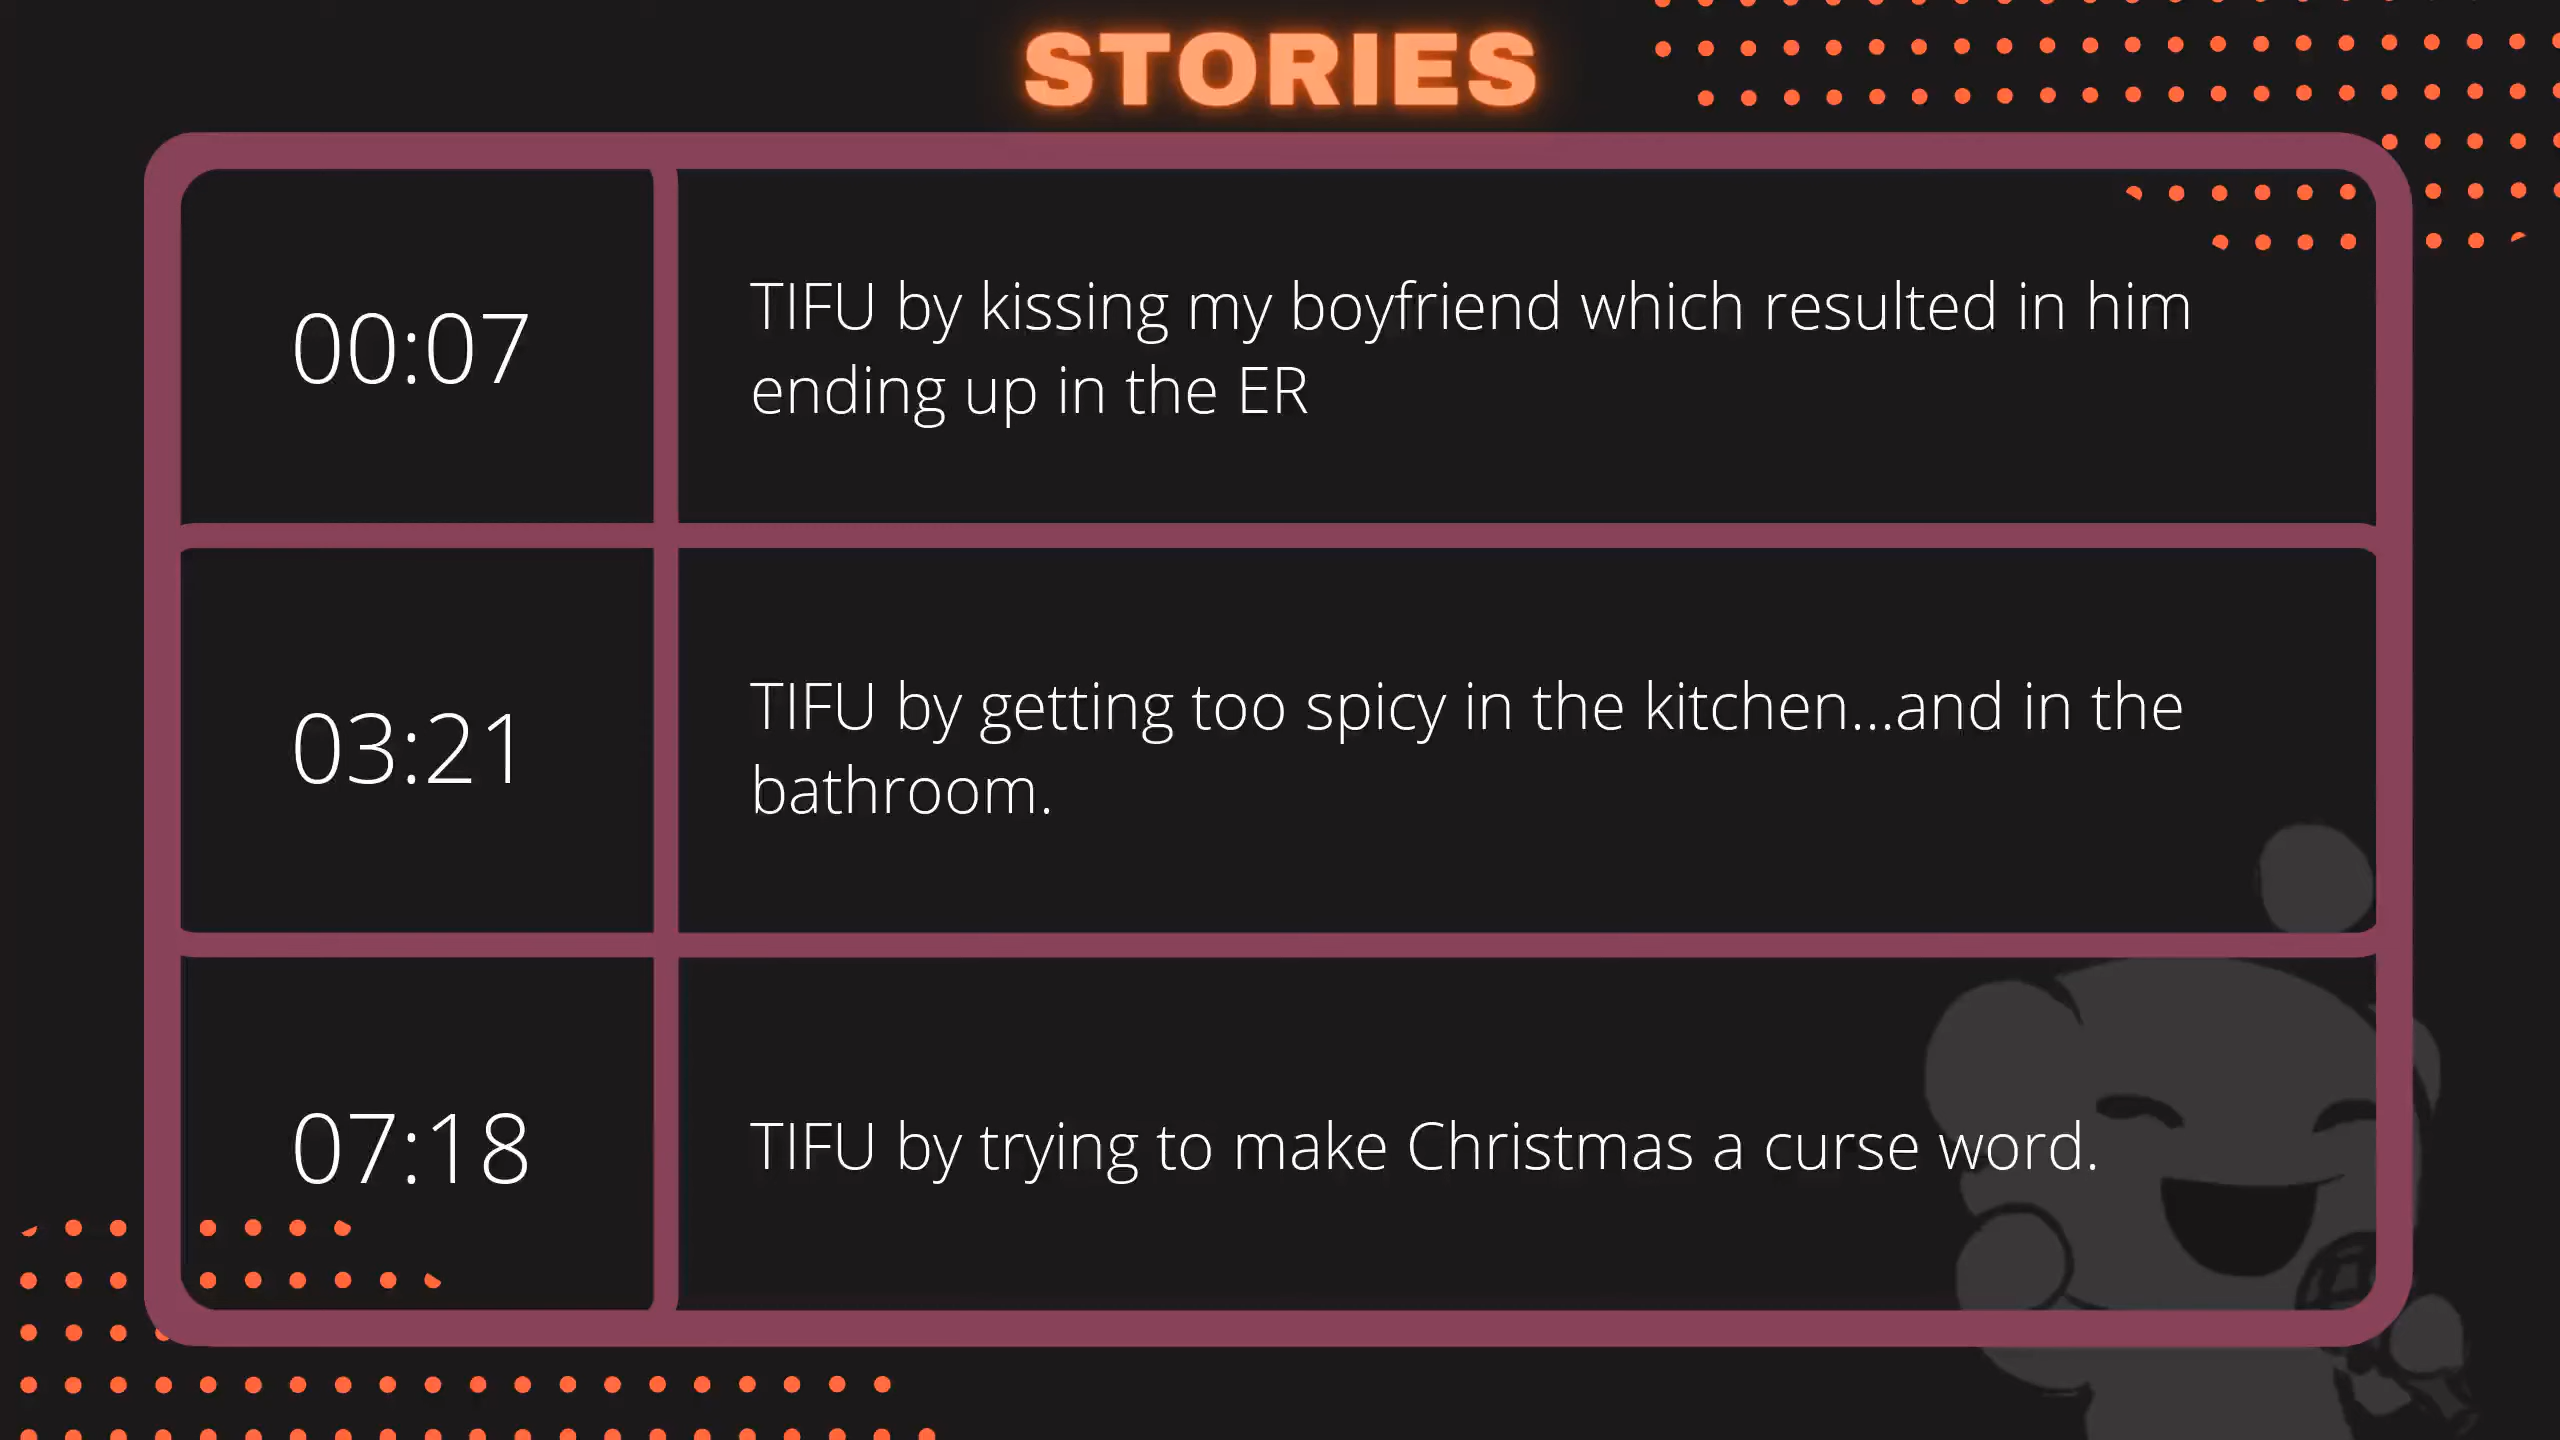 STORIES
00:07
TIFU by kissing my boyfriend which resulted in him
ending up in the ER
03:21
TIFU by getting too spicy in the kitchen...and in the
bathroom.
07:18
TIFU by trying to make Christmas a curse word.